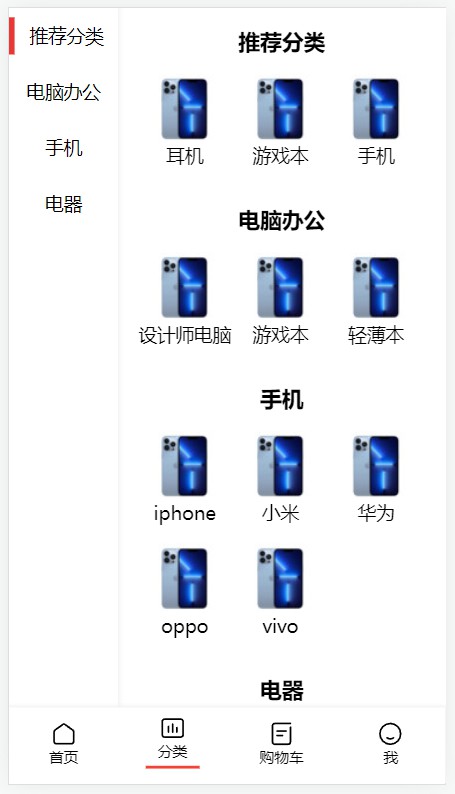 推荐分类
电脑办公
手机
电器
推荐分类
耳机 游戏本 手机
电脑办公
设计师电脑 游戏本 轻薄本
手机
iphone 小米 华为
oppo vivo
电器
首页 分类 购物车 我